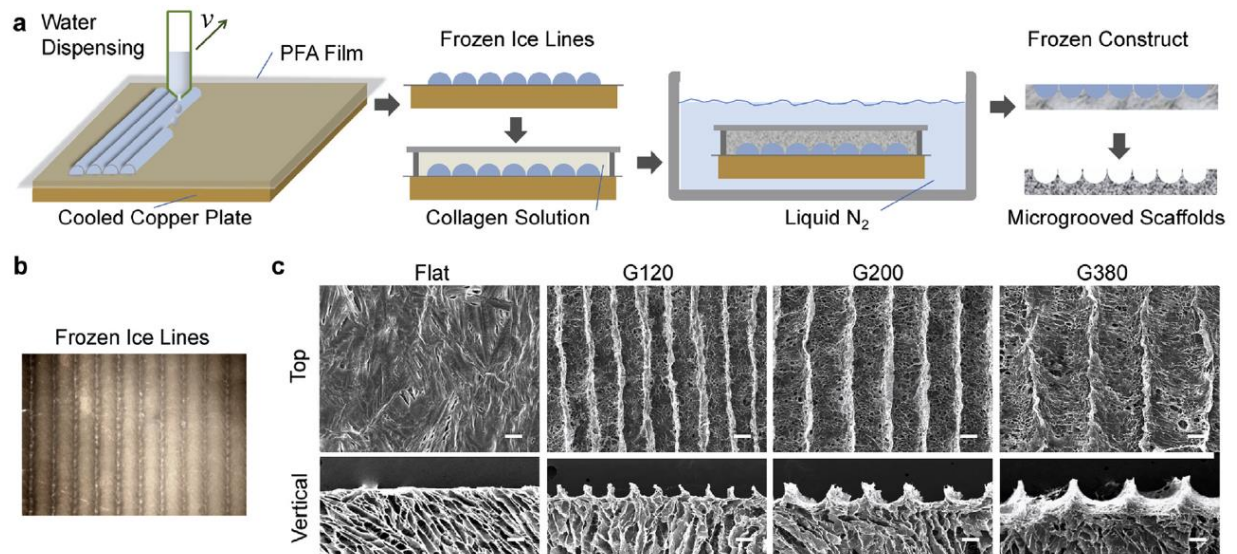 a
Water
Dispensing
v
PFA Film
Cooled Copper Plate
Frozen Ice Lines
Collagen Solution
Liquid N₂
Frozen Construct
Microgrooved Scaffolds
b
Frozen Ice Lines
c
Flat
G120
G200
G380
Top
Vertical